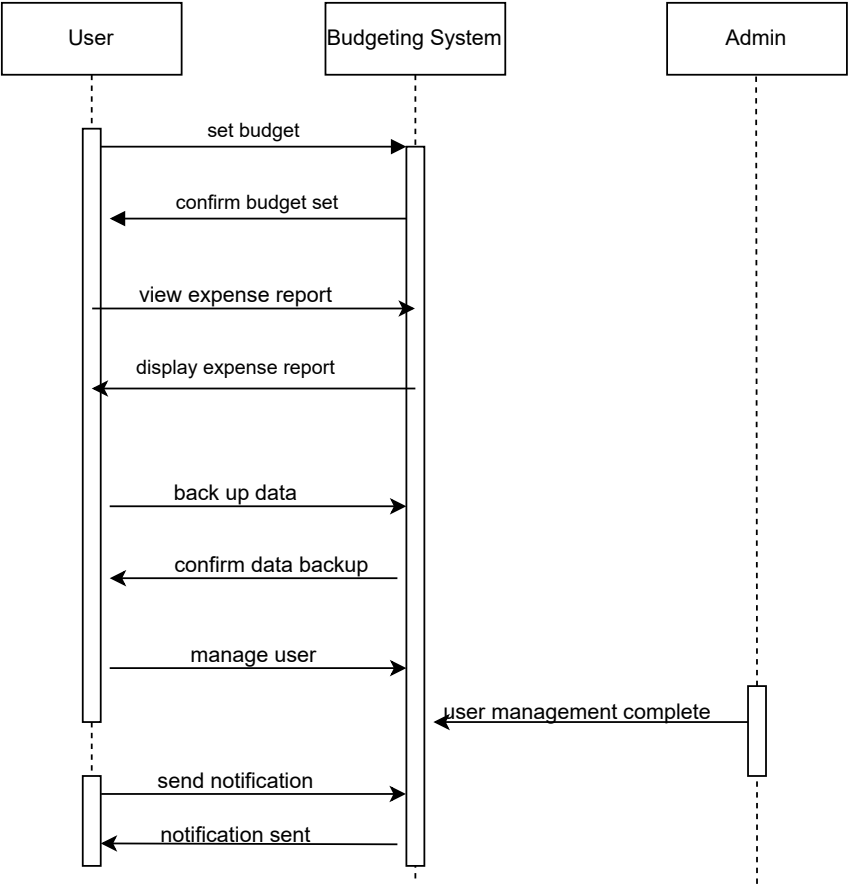 User
Budgeting System
Admin
set budget
confirm budget set
view expense report
display expense report
back up data
confirm data backup
manage user
user management complete
send notification
notification sent